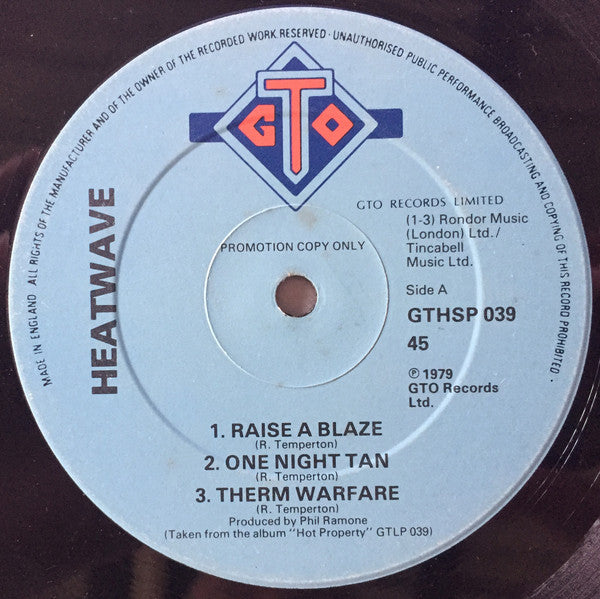 MADE IN ENGLAND ALL RIGHTS OF THE MANUFACTURER AND OF THE OWNER OF THE RECORDED WORK RESERVED · UNAUTHORISED PUBLIC PERFORMANCE BROADCASTING AND COPYING OF THIS RECORD PROHIBITED.
GTO
HEATWAVE
GTO RECORDS LIMITED
(1-3) Rondor Music
(London) Ltd./
Tincabell
Music Ltd.
PROMOTION COPY ONLY
Side A
GTHSP 039
45
℗ 1979
GTO Records
Ltd.
1. RAISE A BLAZE
(R. Temperton)
2. ONE NIGHT TAN
(R. Temperton)
3. THERM WARFARE
(R. Temperton)
Produced by Phil Ramone
(Taken from the album "Hot Property" GTLP 039)